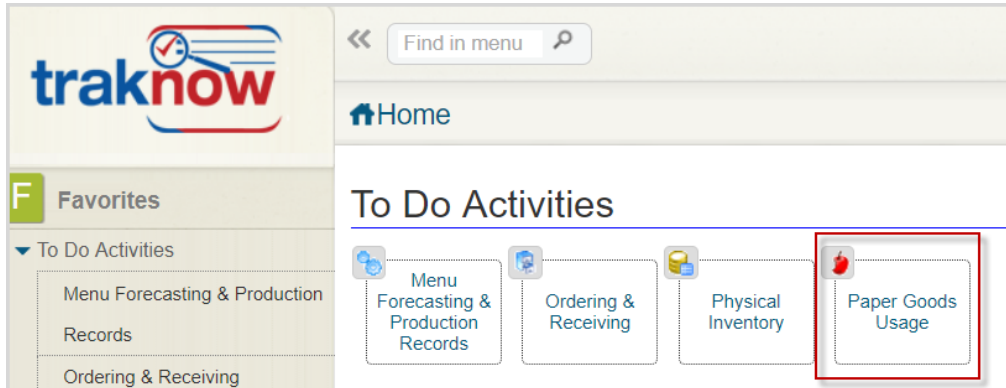 traknow
Find in menu
Home
F Favorites
To Do Activities
Menu Forecasting & Production
Records
Ordering & Receiving
To Do Activities
Menu
Forecasting &
Production
Records
Ordering &
Receiving
Physical
Inventory
Paper Goods
Usage